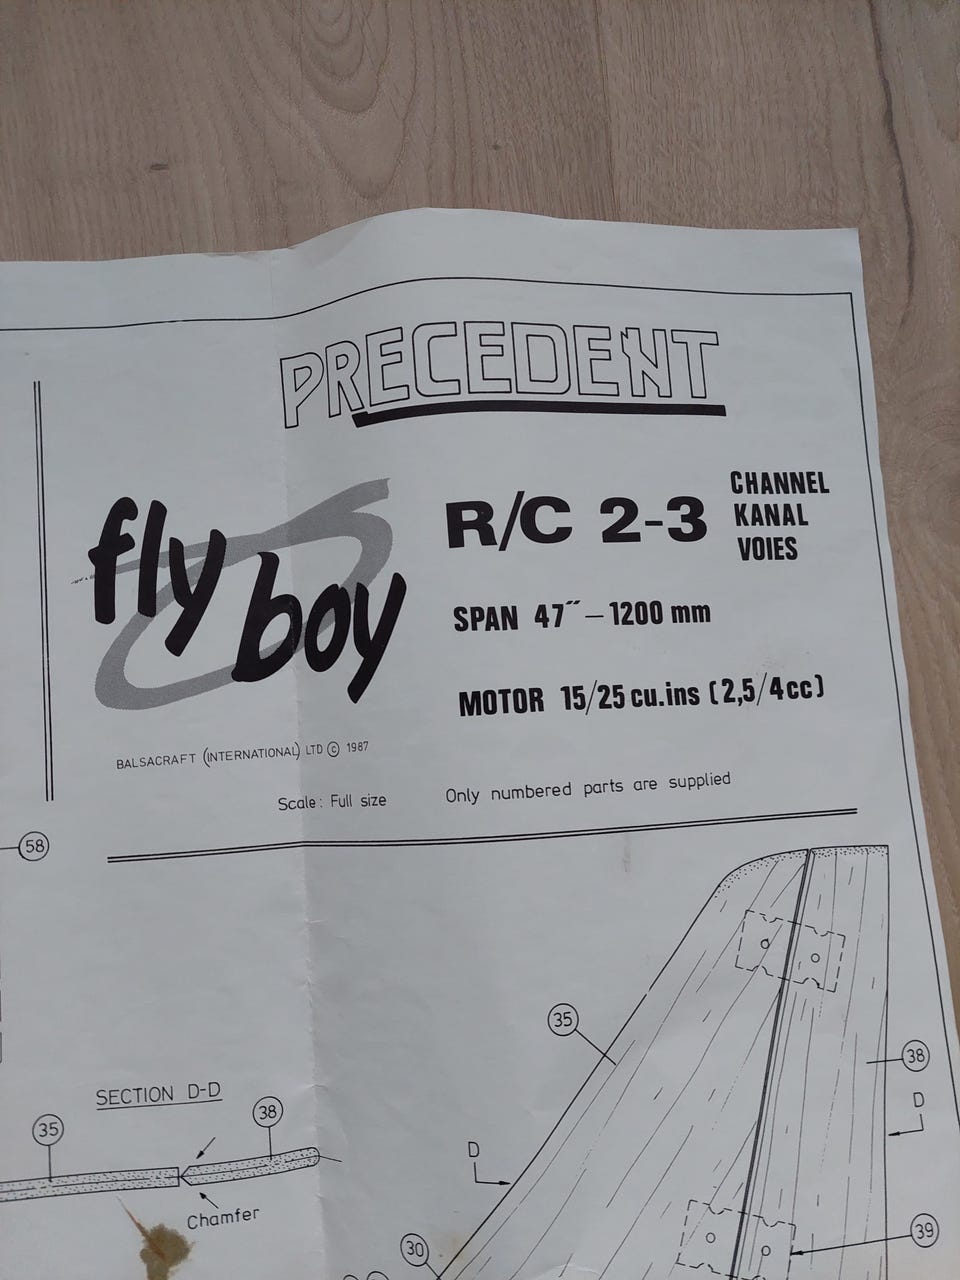 PRECEDENT
fly boy
R/C 2-3
CHANNEL
KANAL
VOIES
SPAN 47″ – 1200 mm
MOTOR 15/25 cu.ins (2,5/4cc)
BALSACRAFT (INTERNATIONAL) LTD © 1987
Scale: Full size
Only numbered parts are supplied
58
35
38
D
D
SECTION D-D
35
38
Chamfer
30
39